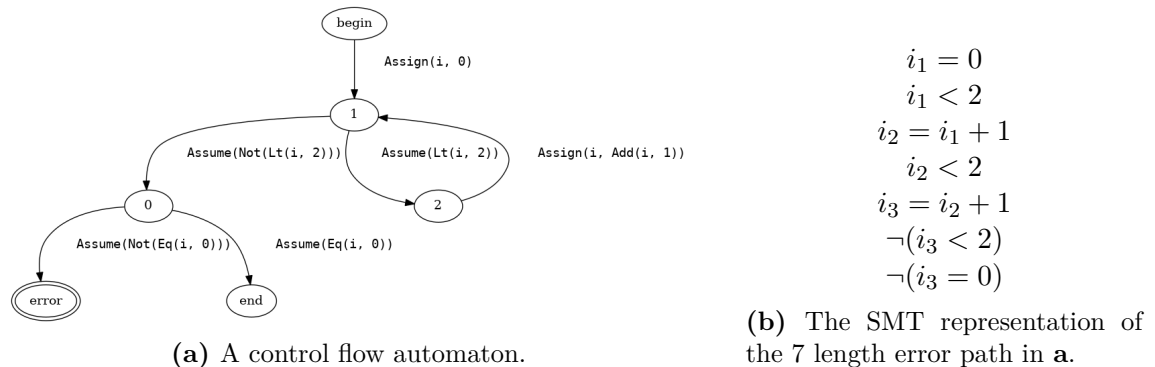 begin
Assign(i, 0)
1
Assume(Not(Lt(i, 2)))
Assume(Lt(i, 2))
Assign(i, Add(i, 1))
0
2
Assume(Not(Eq(i, 0)))
Assume(Eq(i, 0))
error
end
(a) A control flow automaton.
i₁ = 0
i₁ < 2
i₂ = i₁ + 1
i₂ < 2
i₃ = i₂ + 1
¬(i₃ < 2)
¬(i₃ = 0)
(b) The SMT representation of
the 7 length error path in a.